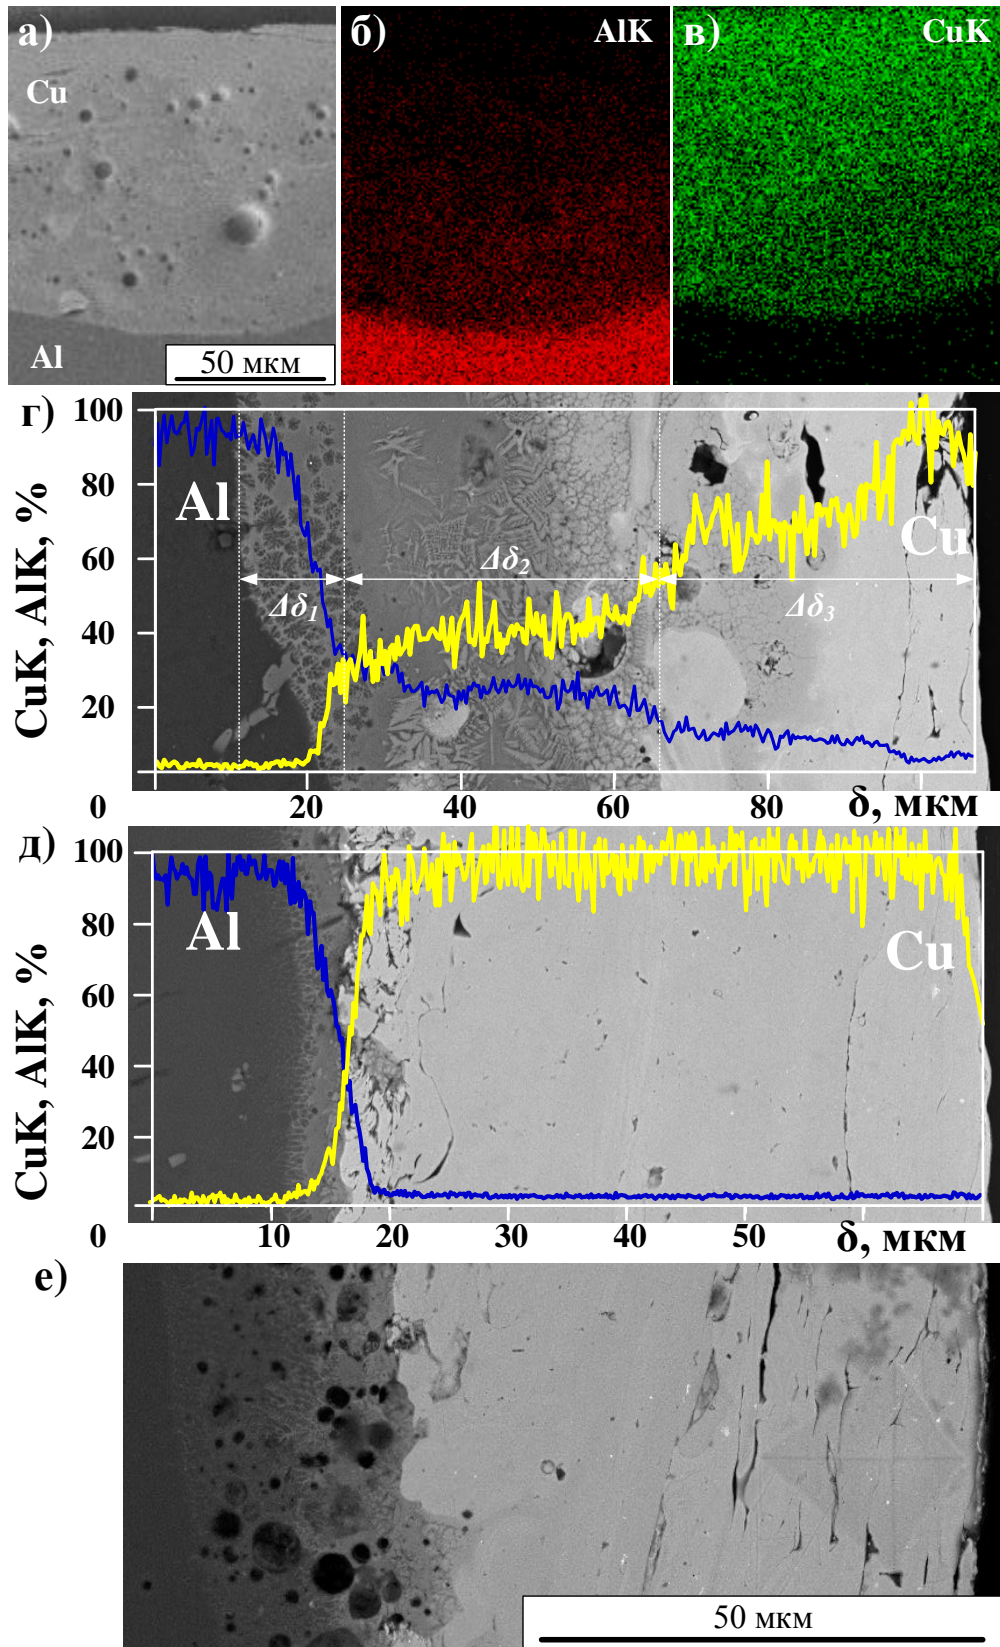 а)
Cu
Al
50 мкм
б)
AlK
в)
CuK
г)
CuK, AlK, %
100
80
60
40
20
0
Al
Cu
Δδ1
Δδ2
Δδ3
20
40
60
80
δ, мкм
д)
CuK, AlK, %
100
80
60
40
20
0
Al
Cu
10
20
30
40
50
δ, мкм
е)
50 мкм